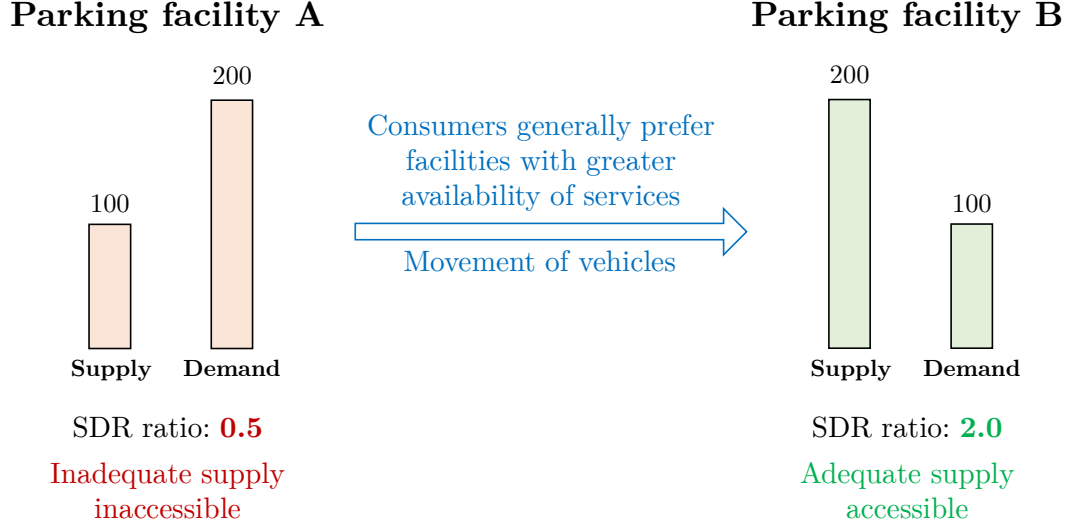 Parking facility A
200
100
Supply
Demand
SDR ratio: 0.5
Inadequate supply
inaccessible
Consumers generally prefer
facilities with greater
availability of services
Movement of vehicles
Parking facility B
200
100
Supply
Demand
SDR ratio: 2.0
Adequate supply
accessible